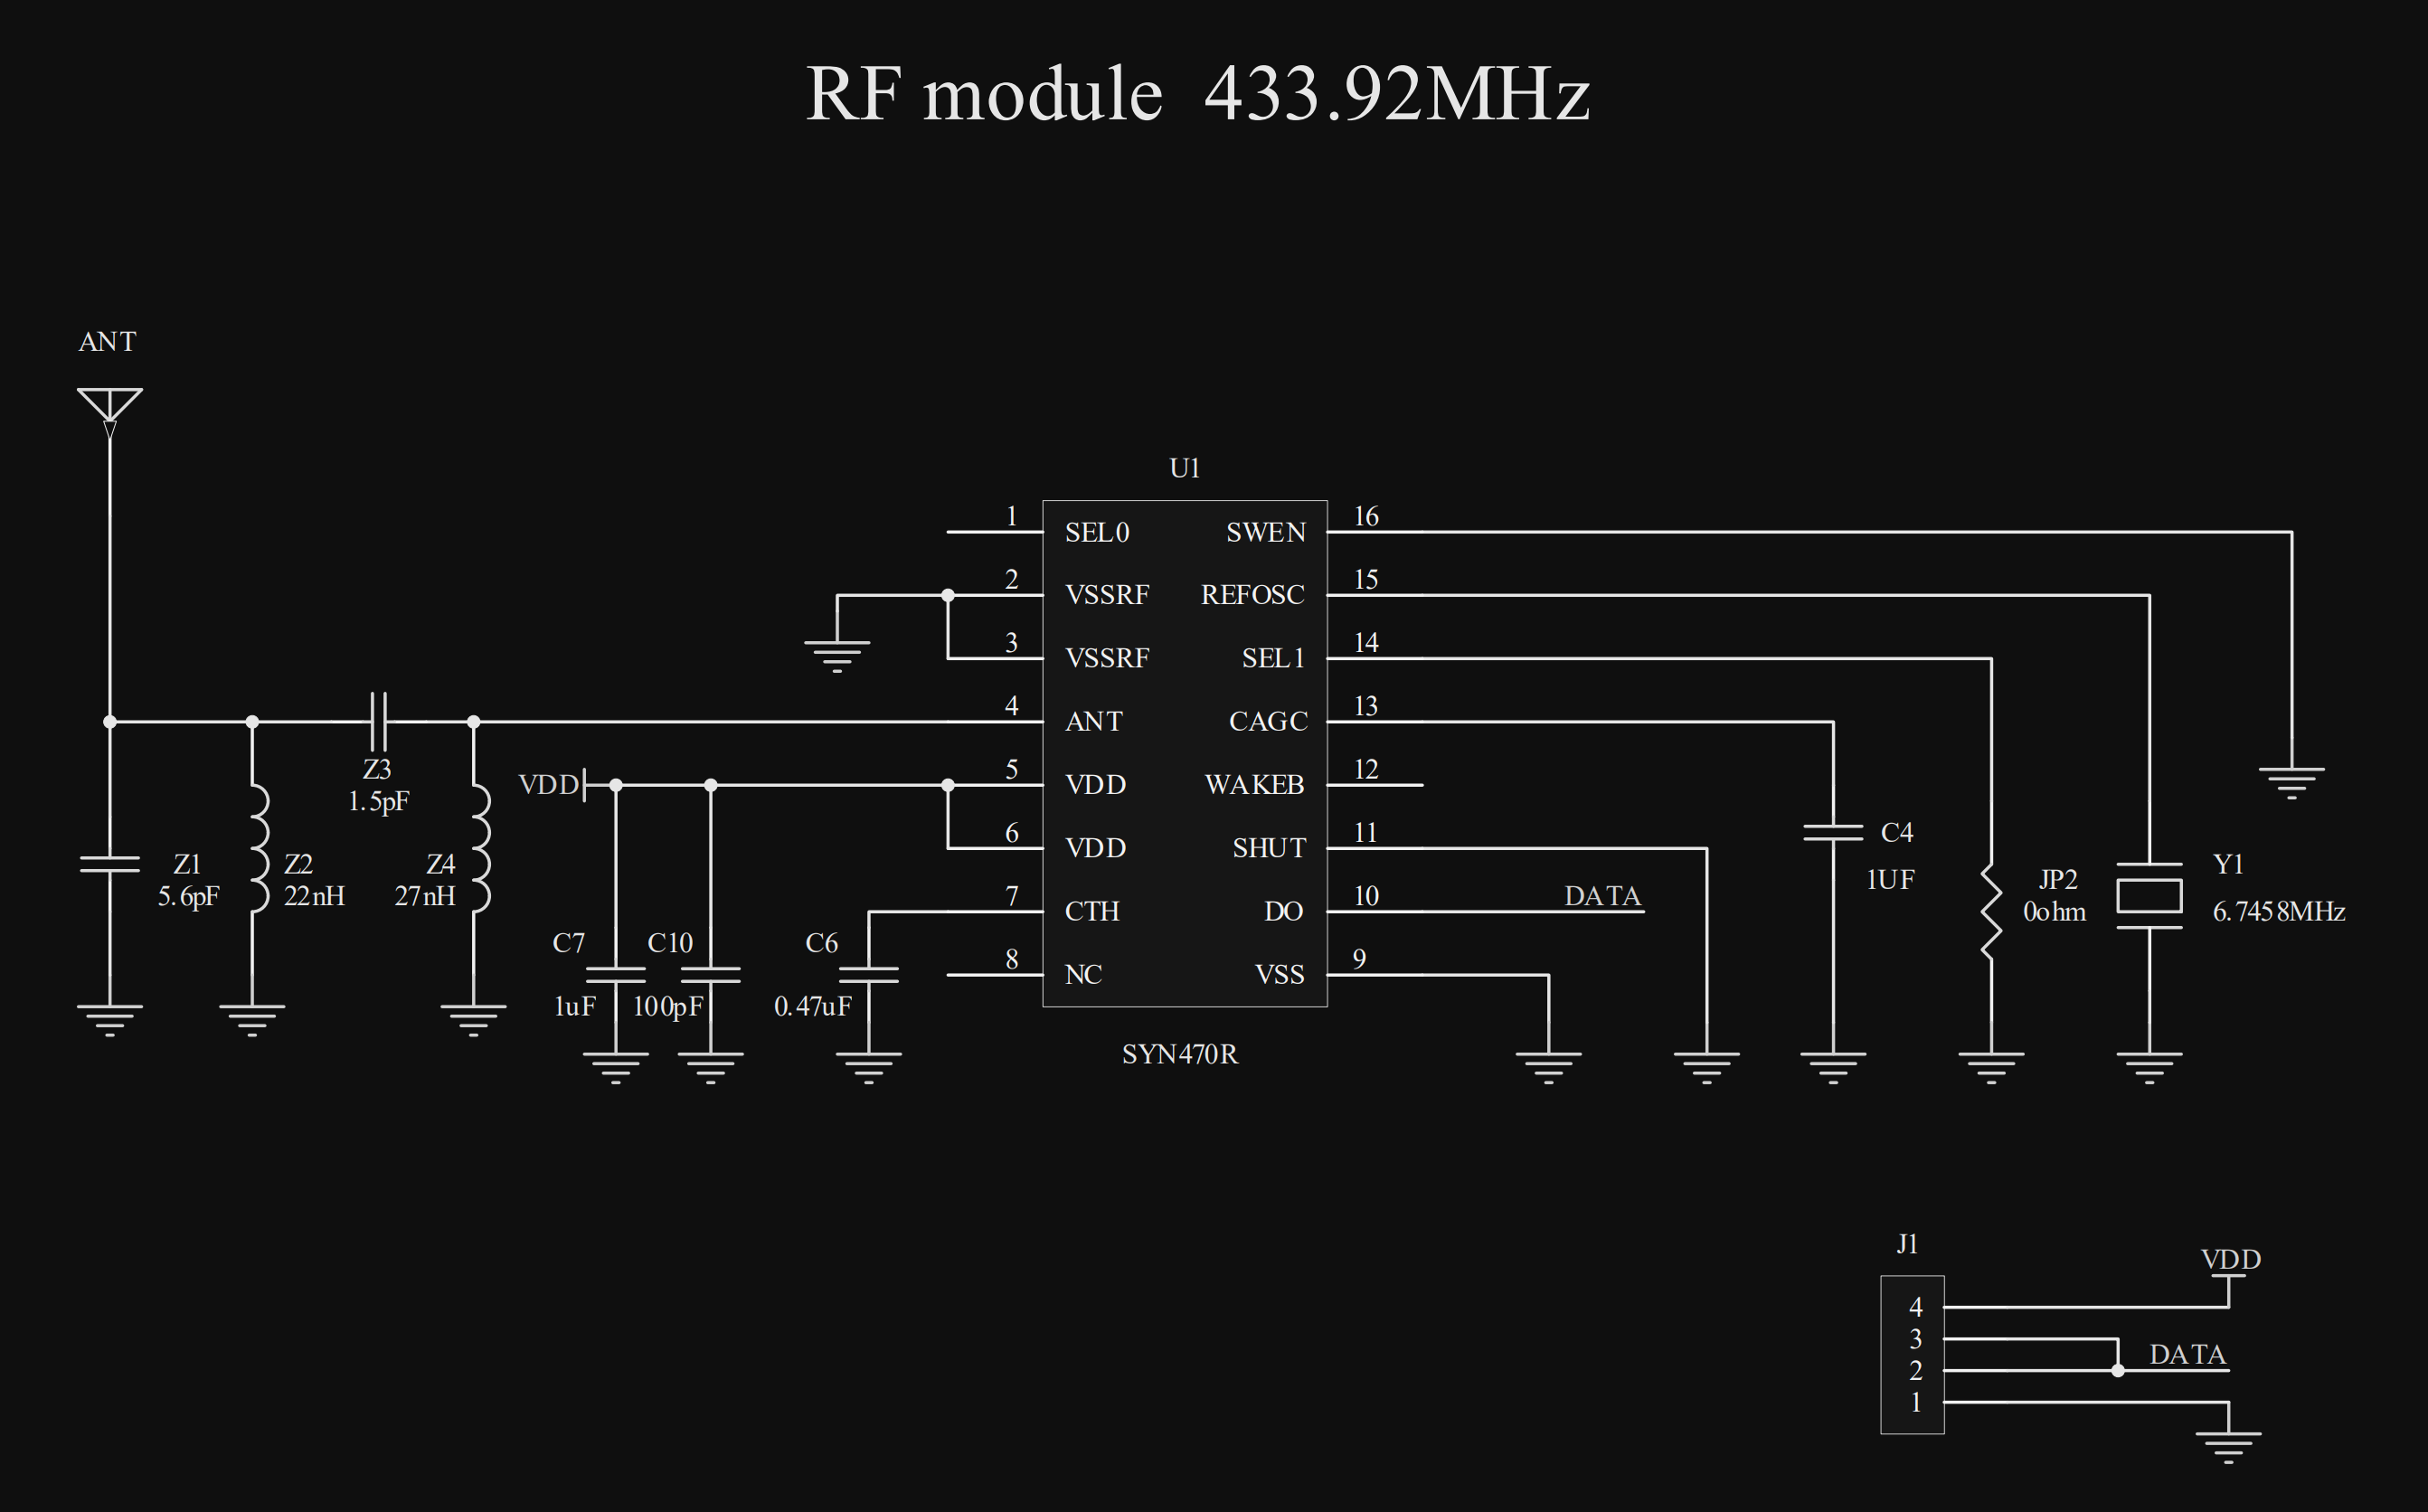 RF module 433.92MHz
ANT
U1
1 SEL0 SWEN 16
2 VSSRF REFOSC 15
3 VSSRF SEL1 14
4 ANT CAGC 13
5 VDD WAKEB 12
6 VDD SHUT 11
7 CTH DO 10
8 NC VSS 9
SYN470R
Z1
5.6pF
Z2
22nH
Z3
1.5pF
Z4
27nH
VDD
C7
1uF
C10
100pF
C6
0.47uF
DATA
C4
1UF
JP2
0ohm
Y1
6.7458MHz
J1
VDD
4
3
DATA
2
1